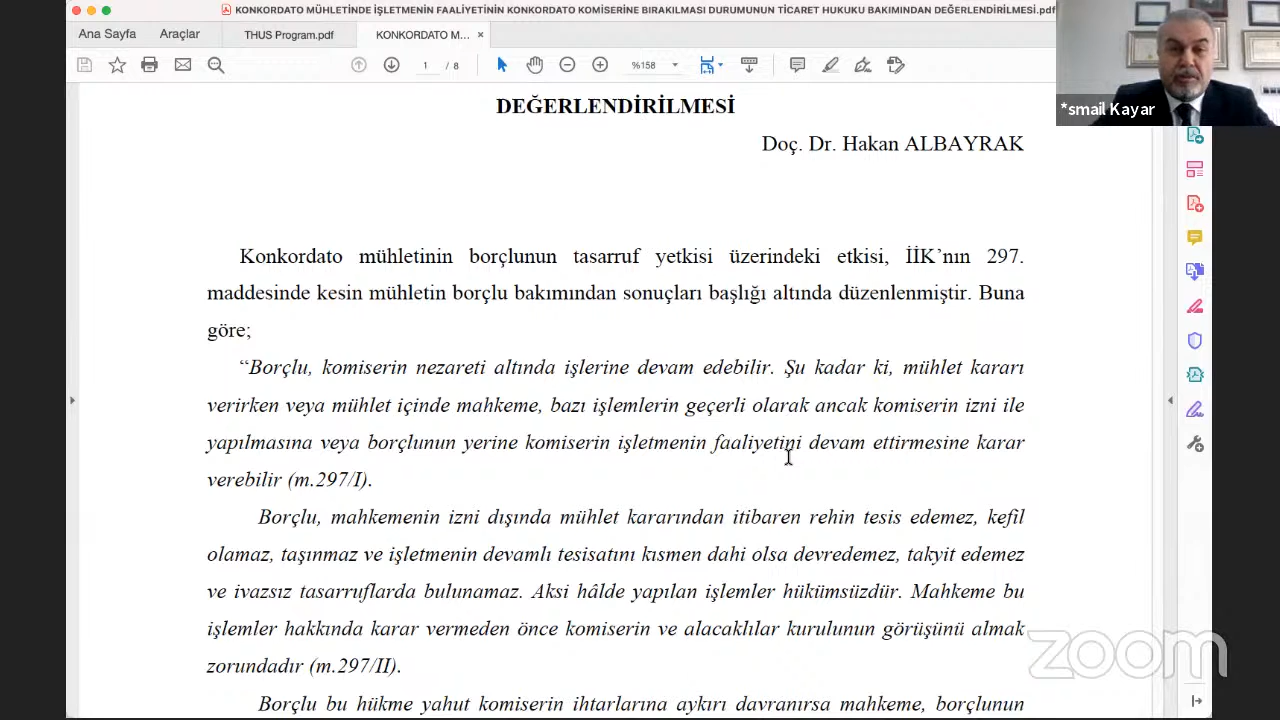 KONKORDATO MÜHLETİNDE İŞLETMENİN FAALİYETİNİN KONKORDATO KOMİSERİNE BIRAKILMASI DURUMUNUN TİCARET HUKUKU BAKIMINDAN DEĞERLENDİRİLMESİ.pdf
Ana Sayfa Araçlar THUS Program.pdf KONKORDATO M... ×
1 / 8 %158
*smail Kayar
DEĞERLENDİRİLMESİ
Doç. Dr. Hakan ALBAYRAK
Konkordato mühletinin borçlunun tasarruf yetkisi üzerindeki etkisi, İİK’nın 297.
maddesinde kesin mühletin borçlu bakımından sonuçları başlığı altında düzenlenmiştir. Buna
göre;
“Borçlu, komiserin nezareti altında işlerine devam edebilir. Şu kadar ki, mühlet kararı
verirken veya mühlet içinde mahkeme, bazı işlemlerin geçerli olarak ancak komiserin izni ile
yapılmasına veya borçlunun yerine komiserin işletmenin faaliyetini devam ettirmesine karar
verebilir (m.297/I).
Borçlu, mahkemenin izni dışında mühlet kararından itibaren rehin tesis edemez, kefil
olamaz, taşınmaz ve işletmenin devamlı tesisatını kısmen dahi olsa devredemez, takyit edemez
ve ivazsız tasarruflarda bulunamaz. Aksi hâlde yapılan işlemler hükümsüzdür. Mahkeme bu
işlemler hakkında karar vermeden önce komiserin ve alacaklılar kurulunun görüşünü almak
zorundadır (m.297/II).
Borçlu bu hükme yahut komiserin ihtarlarına aykırı davranırsa mahkeme, borçlunun
zoom